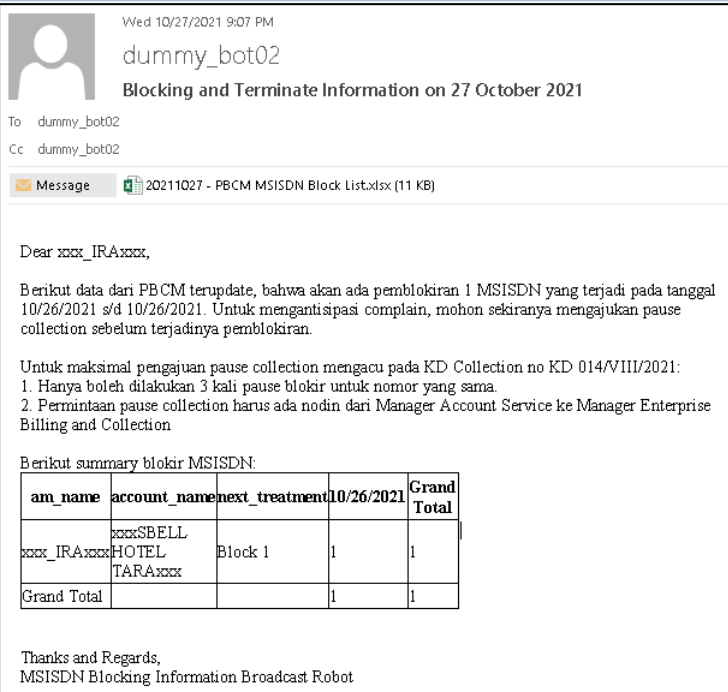 Wed 10/27/2021 9:07 PM
dummy_bot02
Blocking and Terminate Information on 27 October 2021
To dummy_bot02
Cc dummy_bot02
Message 20211027 - PBCM MSISDN Block List.xlsx (11 KB)
Dear xxx_IRAxxx,
Berikut data dari PBCM terupdate, bahwa akan ada pemblokiran 1 MSISDN yang terjadi pada tanggal
10/26/2021 s/d 10/26/2021. Untuk mengantisipasi complain, mohon sekiranya mengajukan pause
collection sebelum terjadinya pemblokiran.
Untuk maksimal pengajuan pause collection mengacu pada KD Collection no KD 014/VIII/2021:
1. Hanya boleh dilakukan 3 kali pause blokir untuk nomor yang sama.
2. Permintaan pause collection harus ada nodin dari Manager Account Service ke Manager Enterprise
Billing and Collection
Berikut summary blokir MSISDN:
am_name account_name next_treatment 10/26/2021 Grand
Total
xxxSBELL
xxx_IRAxxx HOTEL Block 1 1 1
TARAxxx
Grand Total 1 1
Thanks and Regards,
MSISDN Blocking Information Broadcast Robot